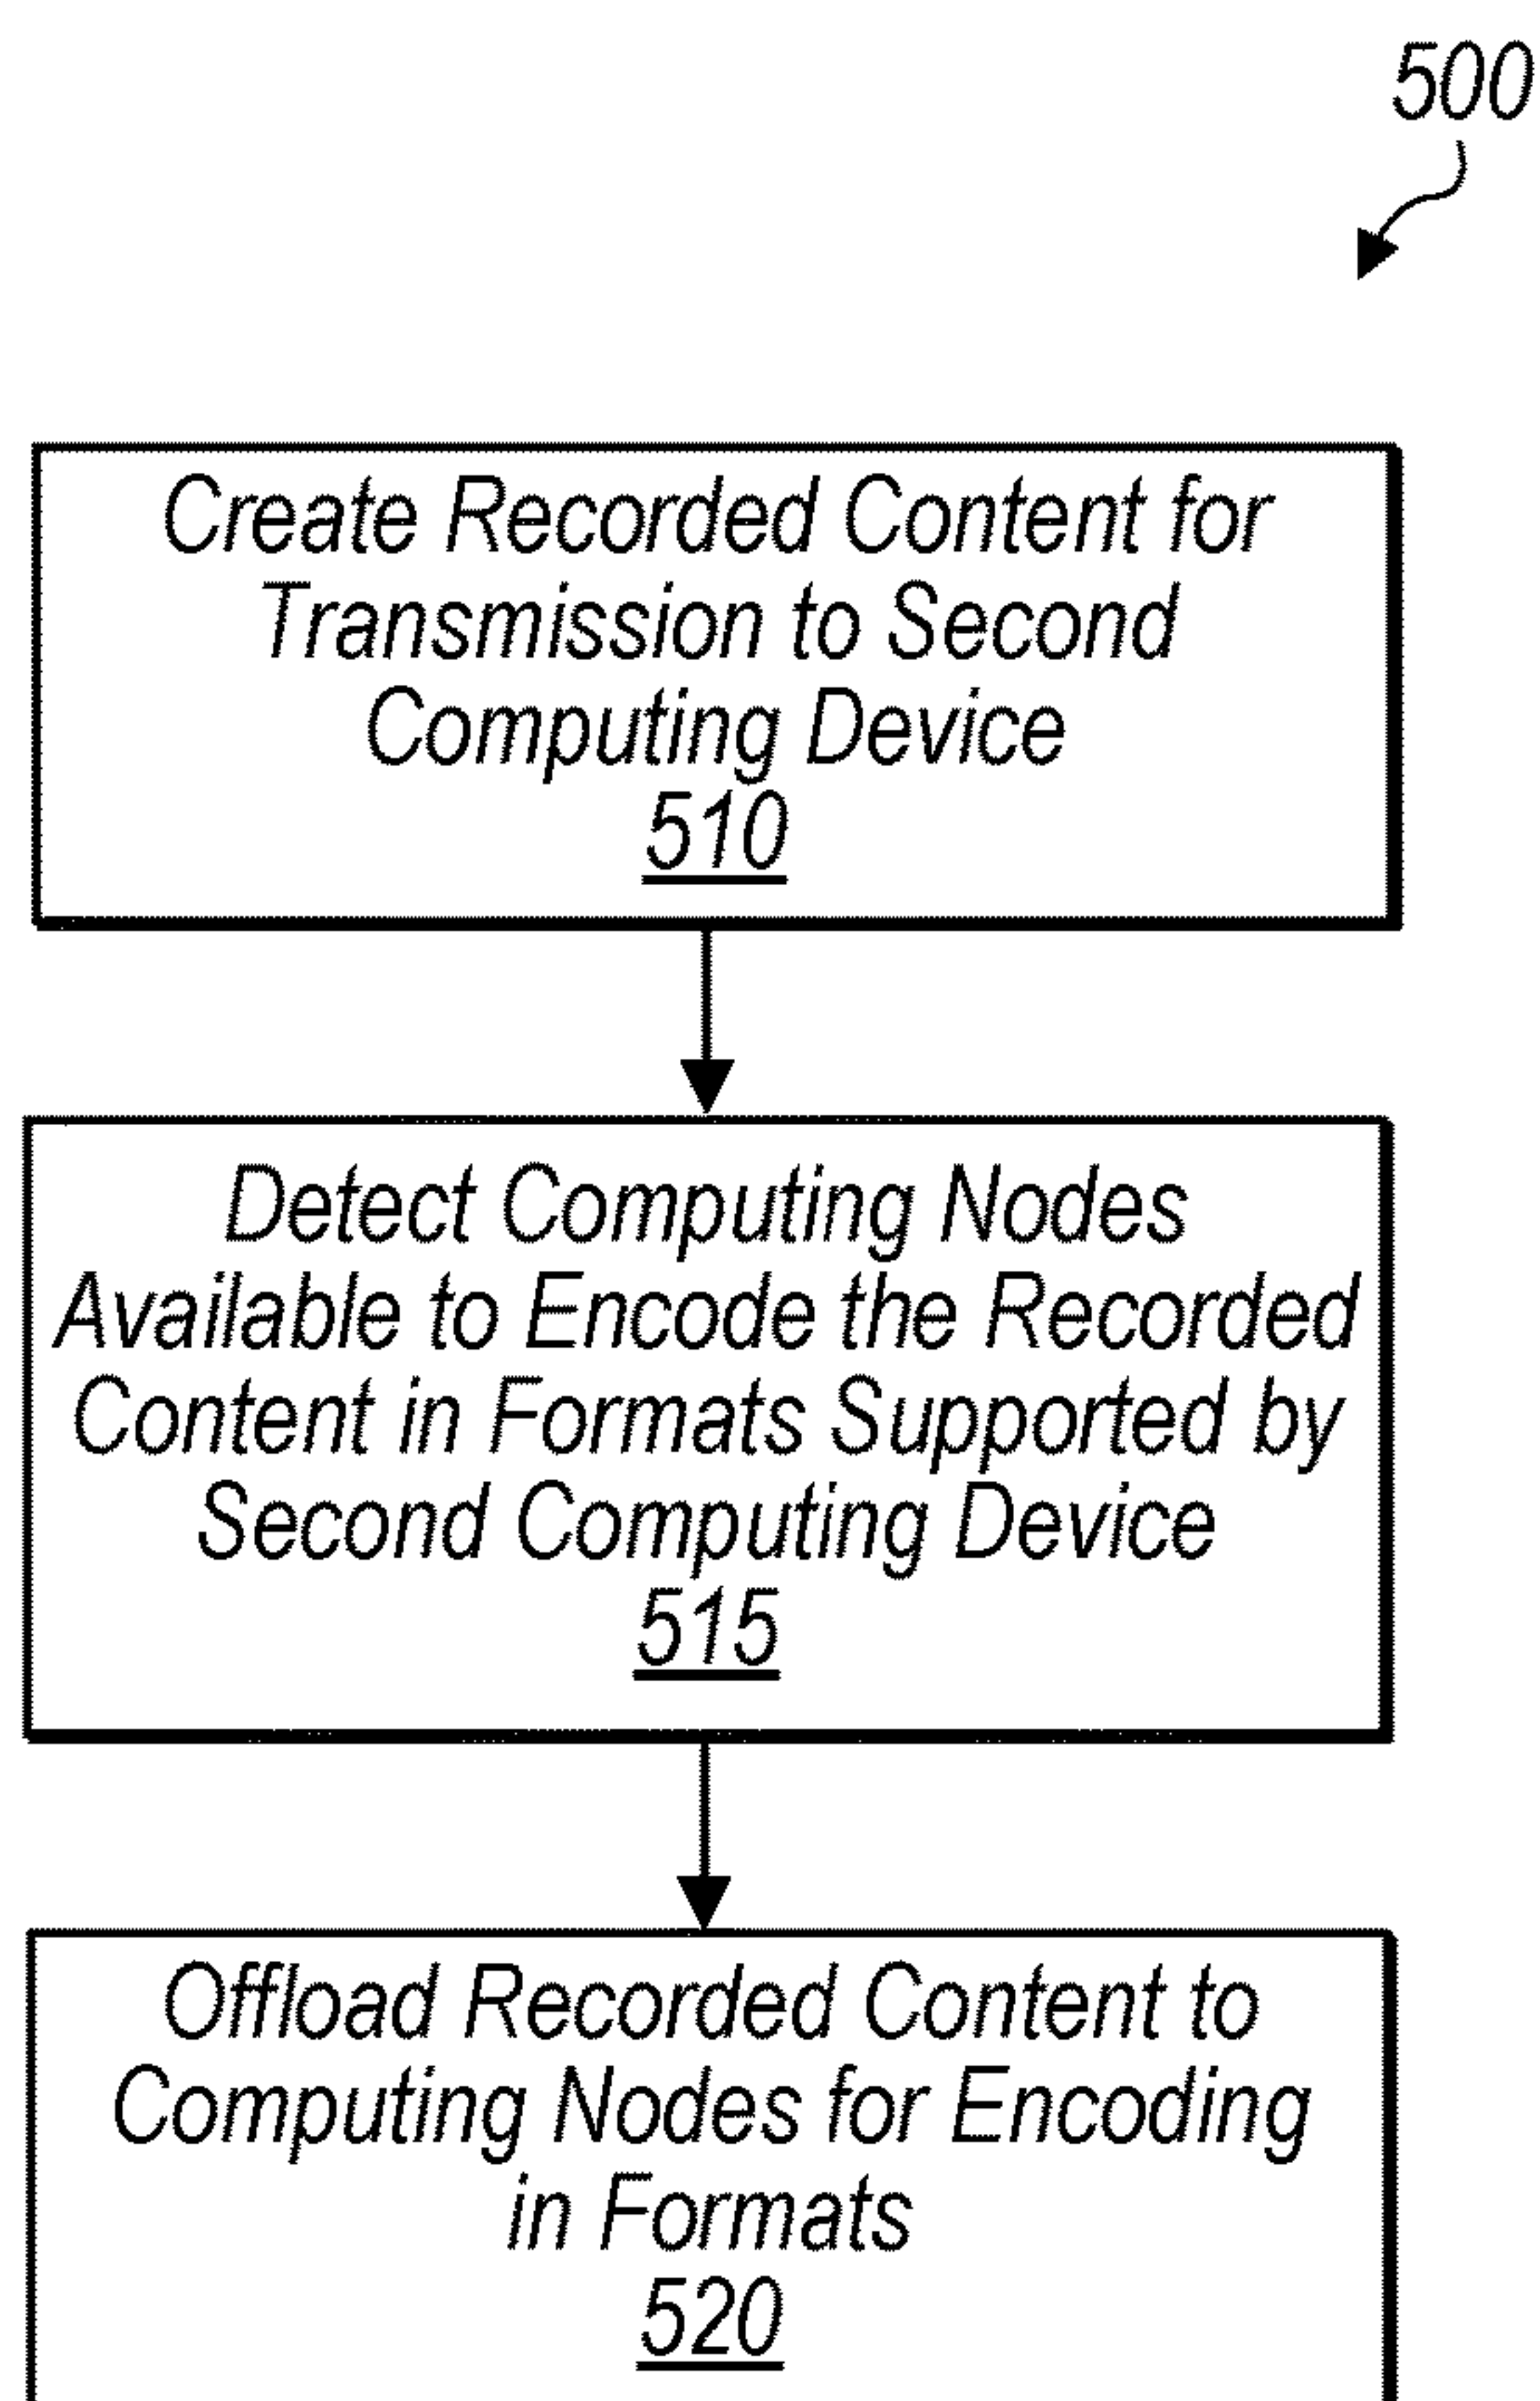 500
Create Recorded Content for
Transmission to Second
Computing Device
510
Detect Computing Nodes
Available to Encode the Recorded
Content in Formats Supported by
Second Computing Device
515
Offload Recorded Content to
Computing Nodes for Encoding
in Formats
520